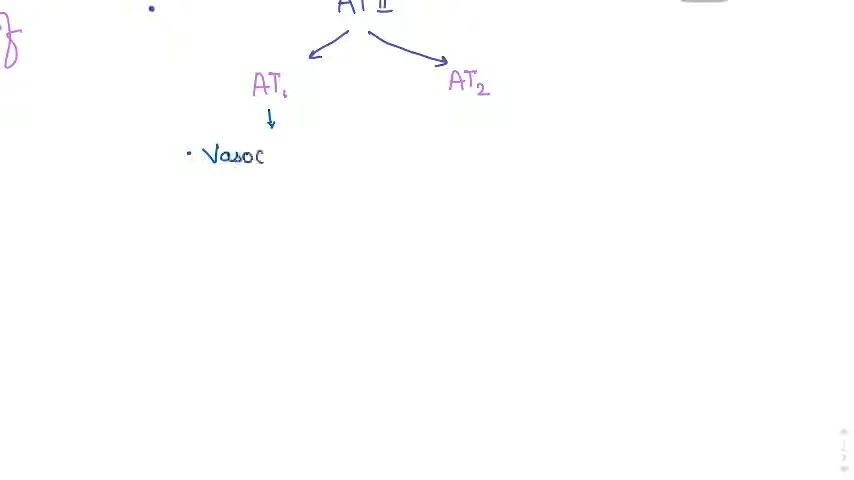 AT II
AT₁ AT₂
• Vasoc